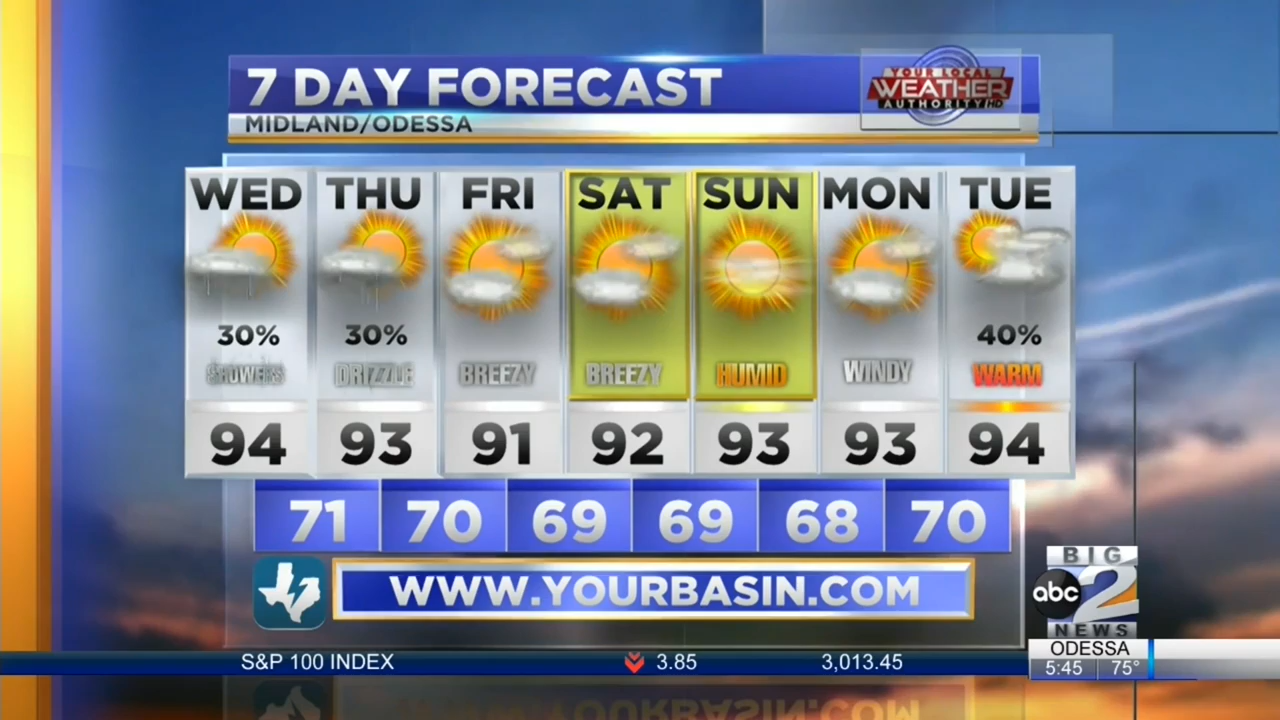 7 DAY FORECAST
MIDLAND/ODESSA
YOUR LOCAL
WEATHER
AUTHORITY HD
WED THU FRI SAT SUN MON TUE
30% 30% 40%
SHOWERS DRIZZLE BREEZY BREEZY HUMID WINDY WARM
94 93 91 92 93 93 94
71 70 69 69 68 70
WWW.YOURBASIN.COM
BIG
abc 2
NEWS
S&P 100 INDEX 3.85 3,013.45
ODESSA
5:45 75°